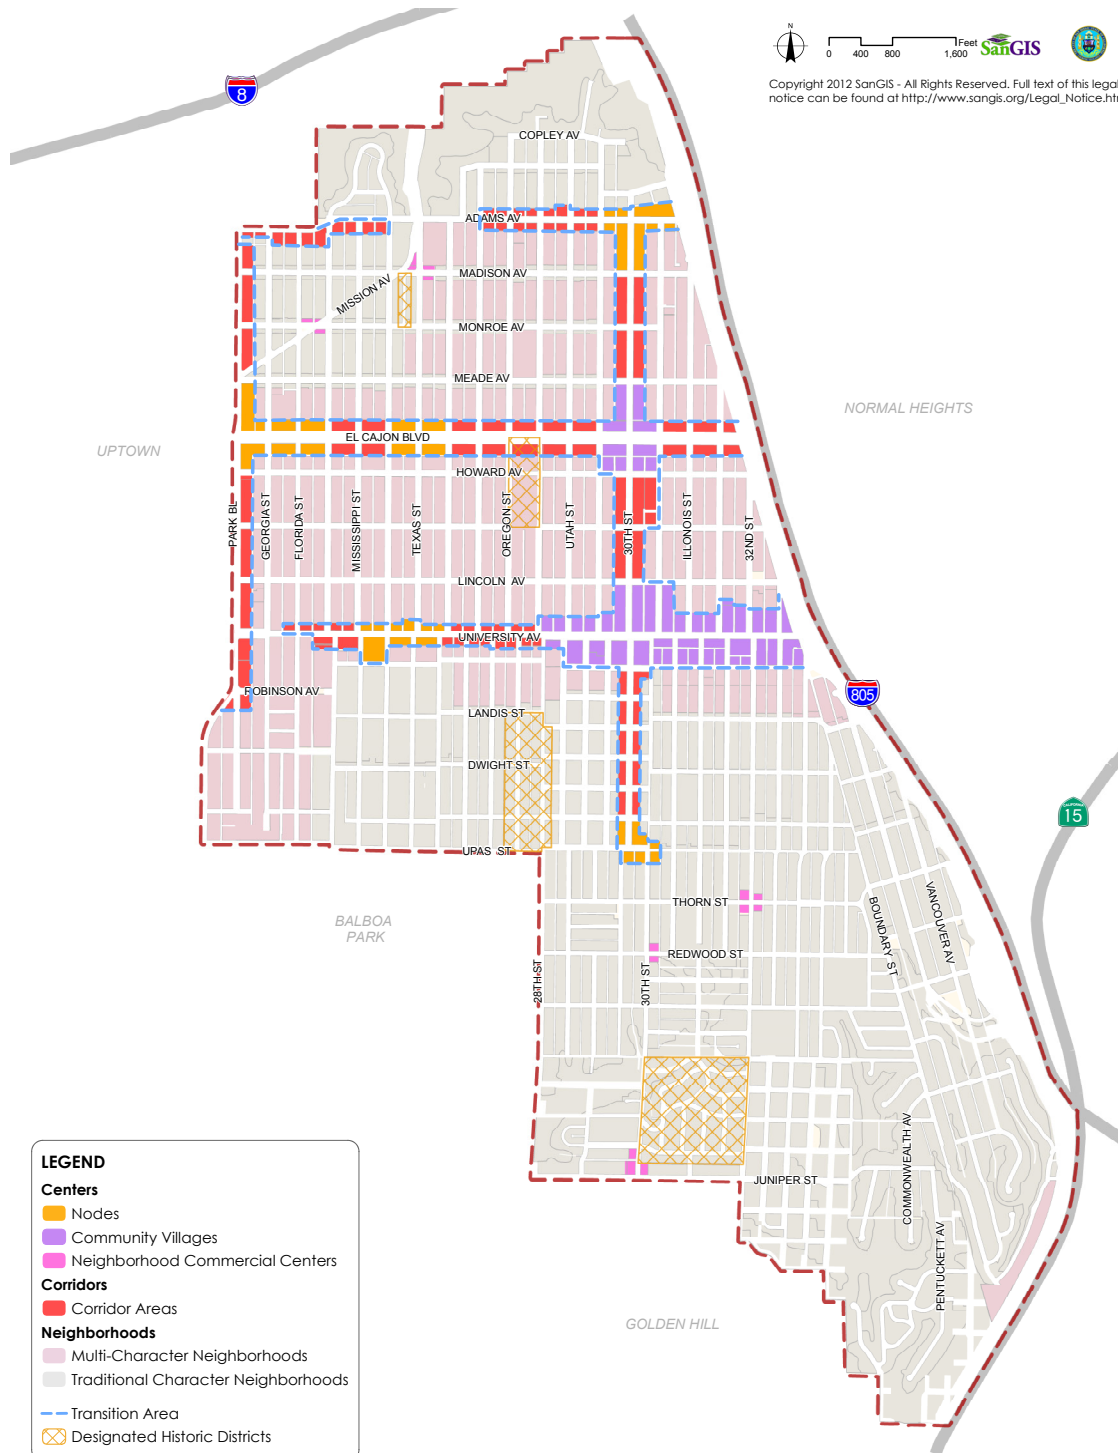 N
Feet
0 400 800 1,600
SanGIS
Copyright 2012 SanGIS - All Rights Reserved. Full text of this legal
notice can be found at http://www.sangis.org/Legal_Notice.htm
8
COPLEY AV
ADAMS AV
MADISON AV
MISSION AV
MONROE AV
MEADE AV
NORMAL HEIGHTS
UPTOWN
EL CAJON BLVD
HOWARD AV
PARK BL
GEORGIA ST
FLORIDA ST
MISSISSIPPI ST
TEXAS ST
OREGON ST
UTAH ST
30TH ST
ILLINOIS ST
32ND ST
LINCOLN AV
UNIVERSITY AV
ROBINSON AV
805
LANDIS ST
DWIGHT ST
CALIFORNIA
15
UPAS ST
THORN ST
BALBOA
PARK
BOUNDARY ST
VANCOUVER AV
REDWOOD ST
28TH ST
30TH ST
COMMONWEALTH AV
JUNIPER ST
PENTUCKETT AV
GOLDEN HILL
LEGEND
Centers
Nodes
Community Villages
Neighborhood Commercial Centers
Corridors
Corridor Areas
Neighborhoods
Multi-Character Neighborhoods
Traditional Character Neighborhoods
Transition Area
Designated Historic Districts